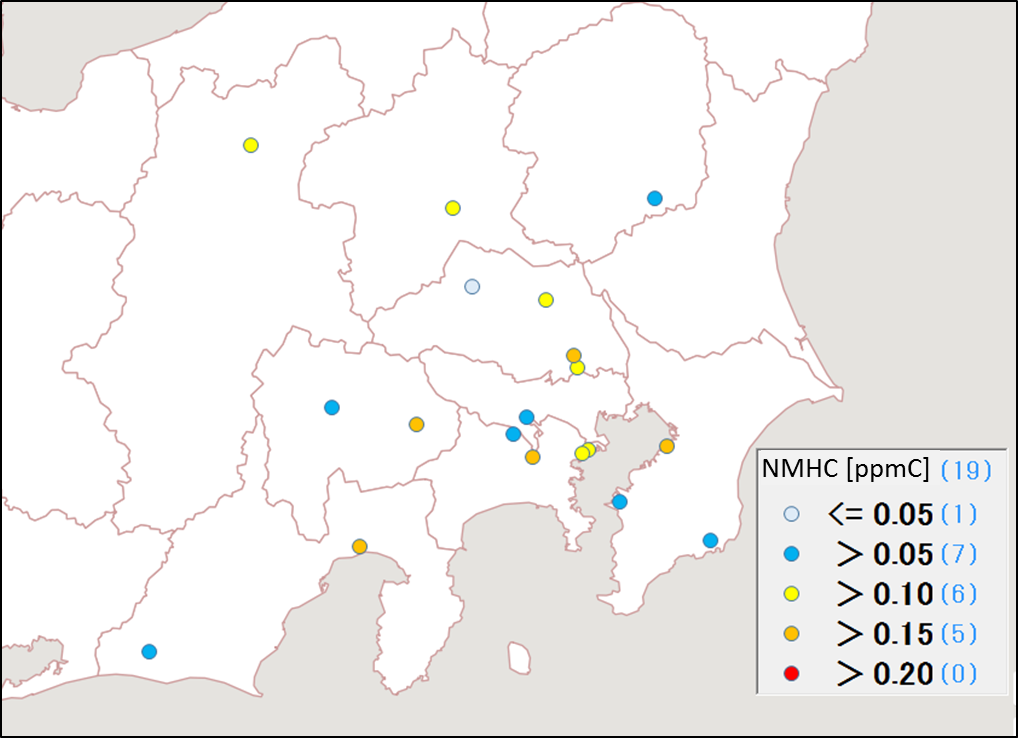 NMHC [ppmC] (19)
<= 0.05 (1)
> 0.05 (7)
> 0.10 (6)
> 0.15 (5)
> 0.20 (0)